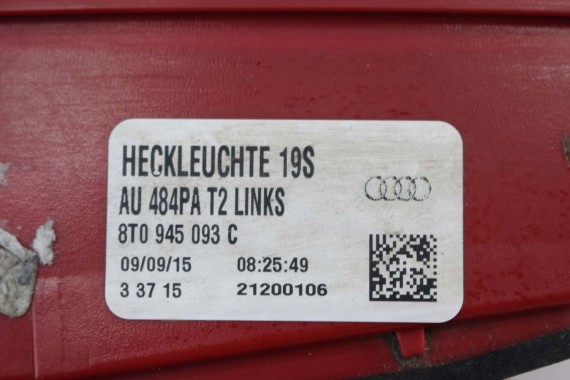 HECKLEUCHTE 19S
AU 484PA T2 LINKS
8T0 945 093 C
09/09/15 08:25:49
3 37 15 21200106